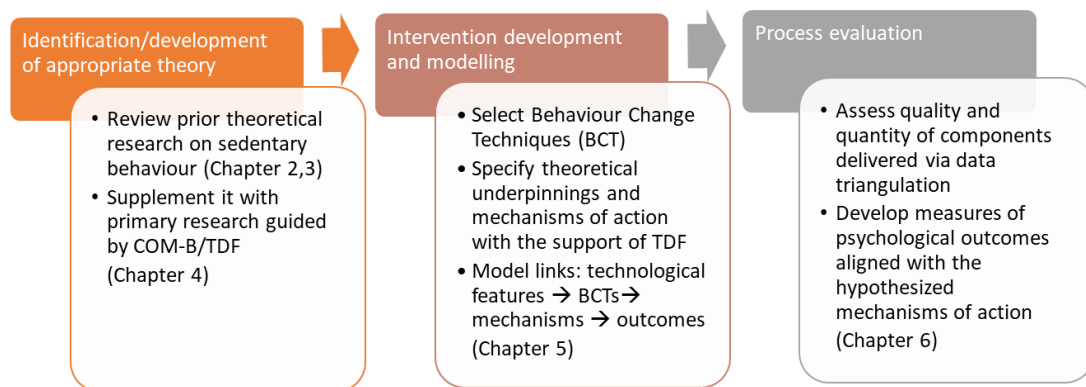 Identification/development
of appropriate theory
• Review prior theoretical
research on sedentary
behaviour (Chapter 2,3)
• Supplement it with
primary research guided
by COM-B/TDF
(Chapter 4)
Intervention development
and modelling
• Select Behaviour Change
Techniques (BCT)
• Specify theoretical
underpinnings and
mechanisms of action
with the support of TDF
• Model links: technological
features → BCTs→
mechanisms → outcomes
(Chapter 5)
Process evaluation
• Assess quality and
quantity of components
delivered via data
triangulation
• Develop measures of
psychological outcomes
aligned with the
hypothesized
mechanisms of action
(Chapter 6)